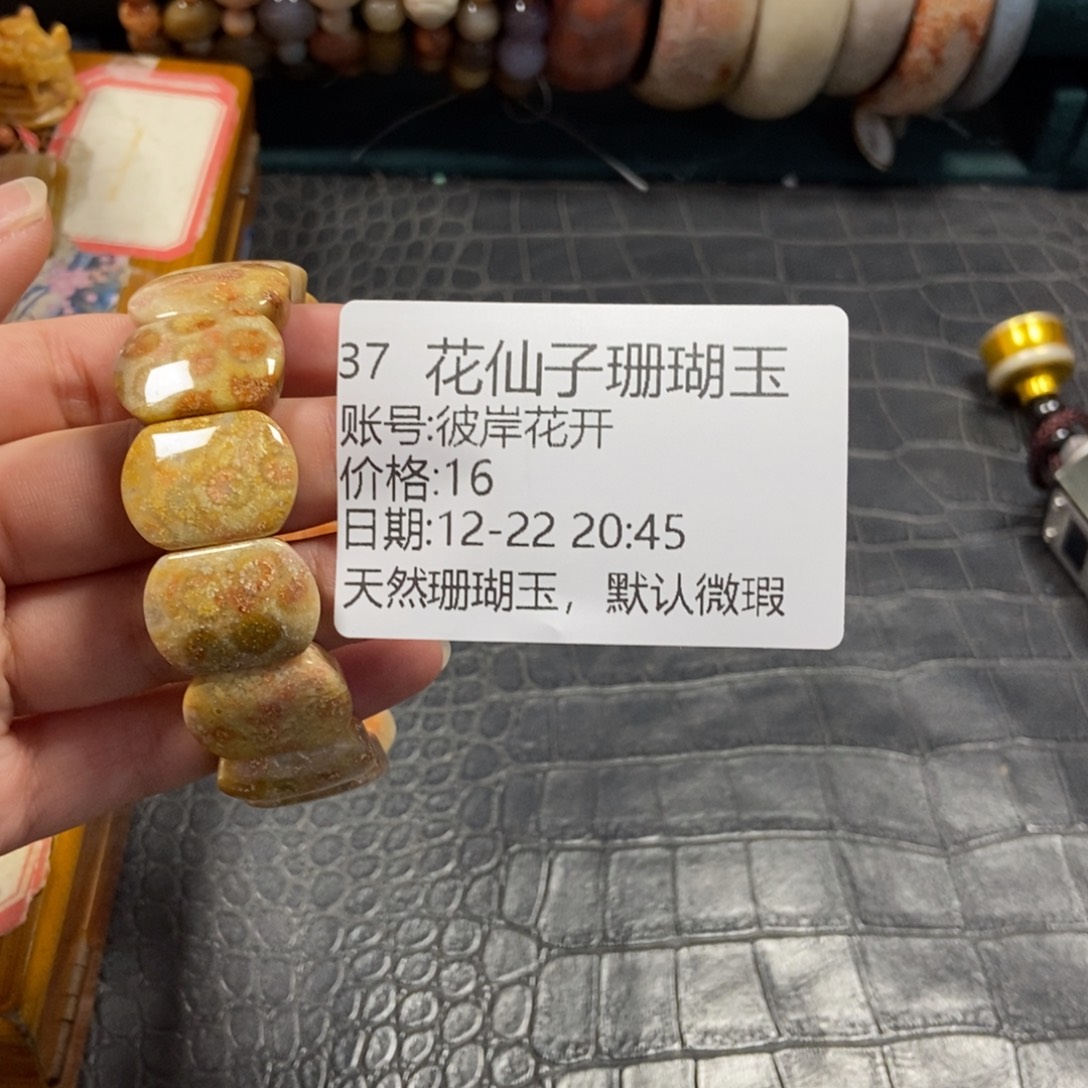 37 花仙子珊瑚玉
账号:彼岸花开
价格:16
日期:12-22 20:45
天然珊瑚玉，默认微瑕